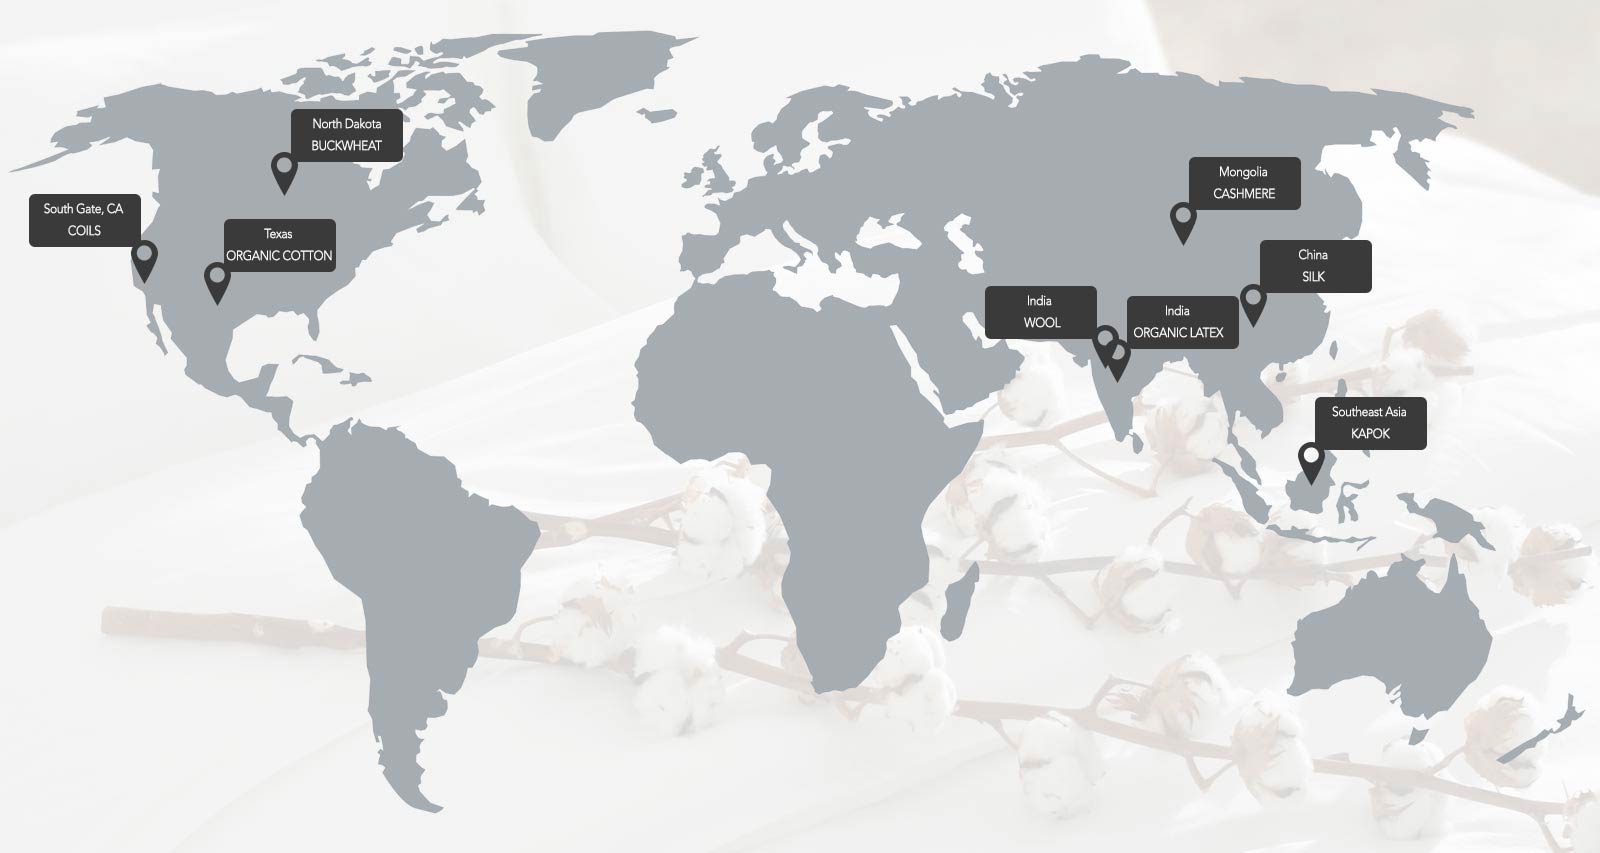 North Dakota
BUCKWHEAT
South Gate, CA
COILS
Texas
ORGANIC COTTON
Mongolia
CASHMERE
China
SILK
India
WOOL
India
ORGANIC LATEX
Southeast Asia
KAPOK